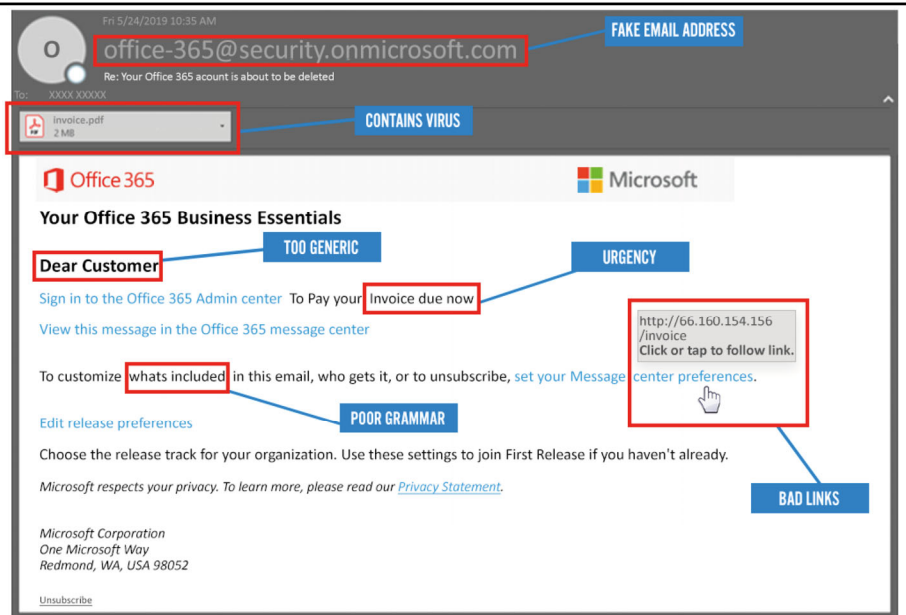 Fri 5/24/2019 10:35 AM
FAKE EMAIL ADDRESS
O
office-365@security.onmicrosoft.com
Re: Your Office 365 acount is about to be deleted
To: XXXX XXXXX
Invoice.pdf
2 MB
PDF
CONTAINS VIRUS
Office 365
Microsoft
Your Office 365 Business Essentials
TOO GENERIC
URGENCY
Dear Customer
Sign in to the Office 365 Admin center To Pay your Invoice due now
View this message in the Office 365 message center
http://66.160.154.156
/invoice
Click or tap to follow link.
To customize whats included in this email, who gets it, or to unsubscribe, set your Message center preferences.
POOR GRAMMAR
Edit release preferences
Choose the release track for your organization. Use these settings to join First Release if you haven't already.
Microsoft respects your privacy. To learn more, please read our Privacy Statement.
BAD LINKS
Microsoft Corporation
One Microsoft Way
Redmond, WA, USA 98052
Unsubscribe